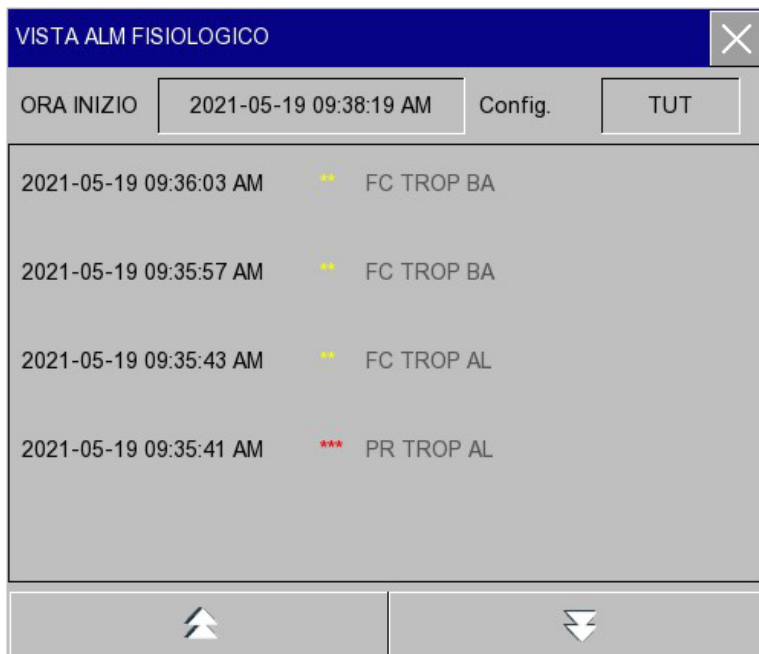 VISTA ALM FISIOLOGICO
ORA INIZIO 2021-05-19 09:38:19 AM Config. TUT
2021-05-19 09:36:03 AM ** FC TROP BA
2021-05-19 09:35:57 AM ** FC TROP BA
2021-05-19 09:35:43 AM ** FC TROP AL
2021-05-19 09:35:41 AM *** PR TROP AL